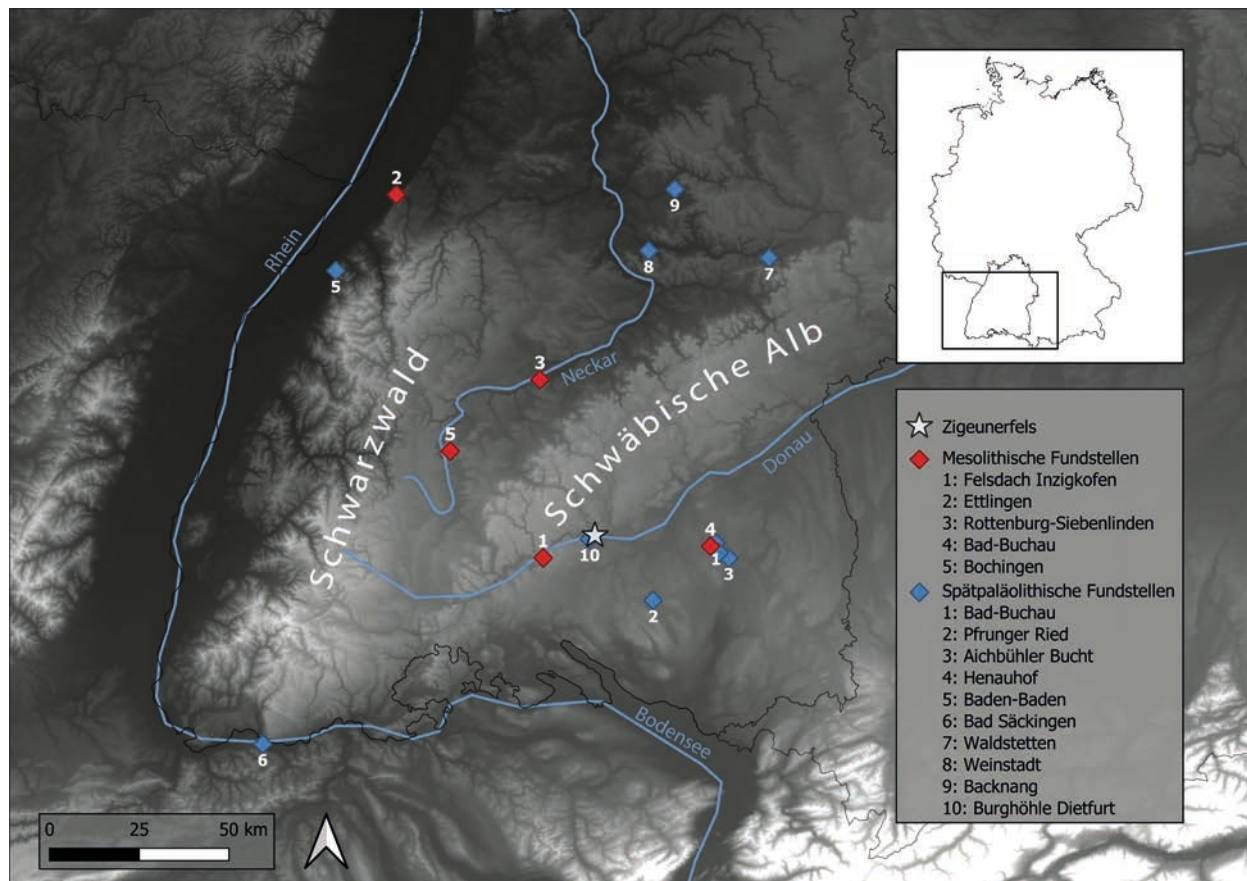 2
9
Rhein
8
7
5
3
Neckar
Schwarzwald
Schwäbische Alb
5
Donau
4
1
10
1
3
2
Bodensee
6
0 25 50 km
Zigeunerfels
Mesolithische Fundstellen
1: Felsdach Inzigkofen
2: Ettlingen
3: Rottenburg-Siebenlinden
4: Bad-Buchau
5: Bochingen
Spätpaläolithische Fundstellen
1: Bad-Buchau
2: Pfrunger Ried
3: Aichbühler Bucht
4: Henauhof
5: Baden-Baden
6: Bad Säckingen
7: Waldstetten
8: Weinstadt
9: Backnang
10: Burghöhle Dietfurt